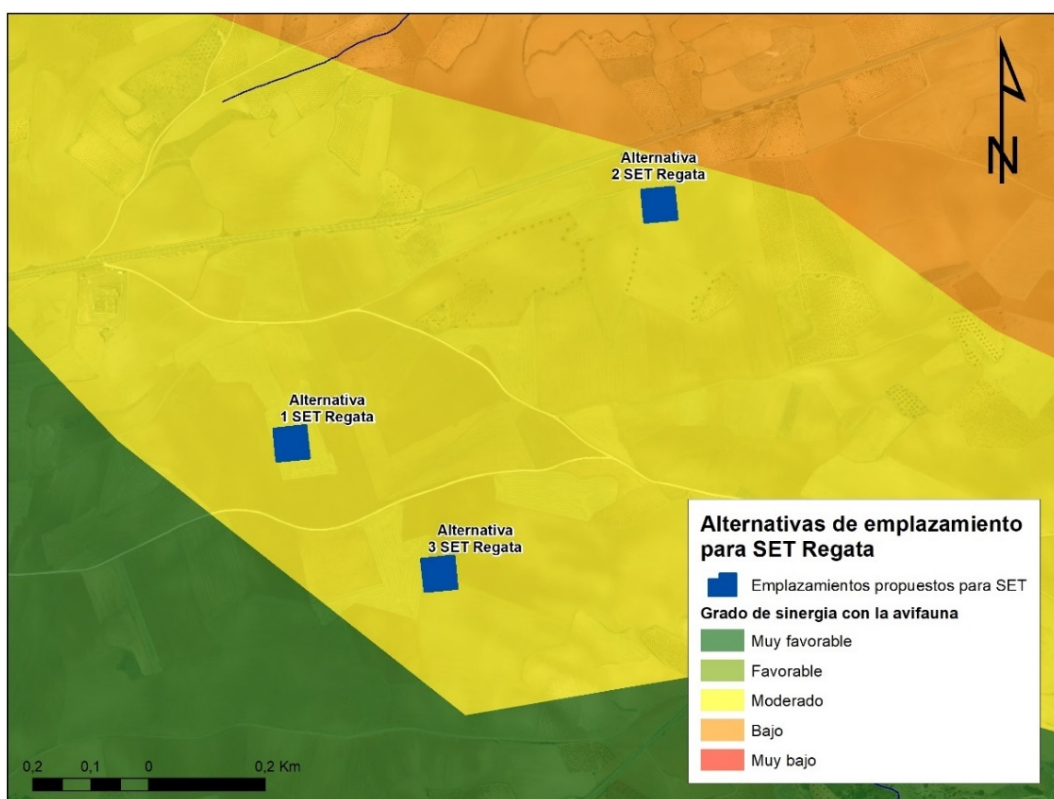 N
Alternativa
2 SET Regata
Alternativa
1 SET Regata
Alternativa
3 SET Regata
Alternativas de emplazamiento
para SET Regata
Emplazamientos propuestos para SET
Grado de sinergia con la avifauna
Muy favorable
Favorable
Moderado
Bajo
Muy bajo
0,2 0,1 0 0,2 Km